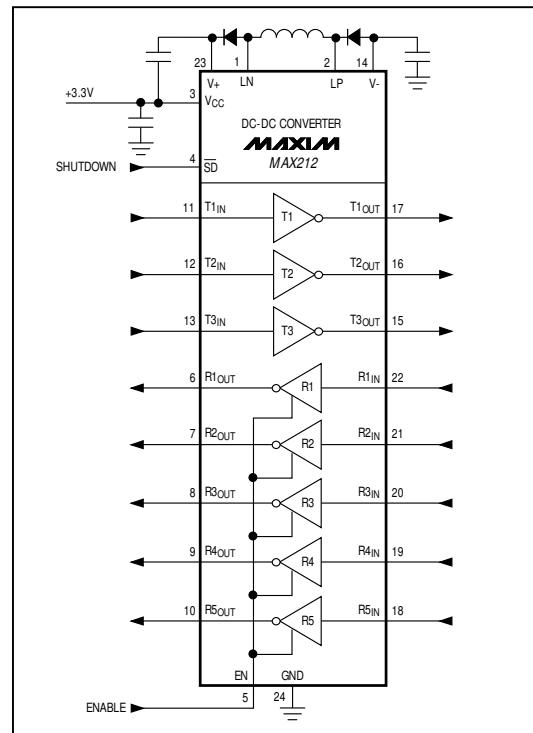 23 1 2 14
V+ LN LP V-
+3.3V 3 VCC
DC-DC CONVERTER
MAXIM
MAX212
SHUTDOWN 4 SD
11 T1IN T1 T1OUT 17
12 T2IN T2 T2OUT 16
13 T3IN T3 T3OUT 15
6 R1OUT R1 R1IN 22
7 R2OUT R2 R2IN 21
8 R3OUT R3 R3IN 20
9 R4OUT R4 R4IN 19
10 R5OUT R5 R5IN 18
EN GND
ENABLE 5 24